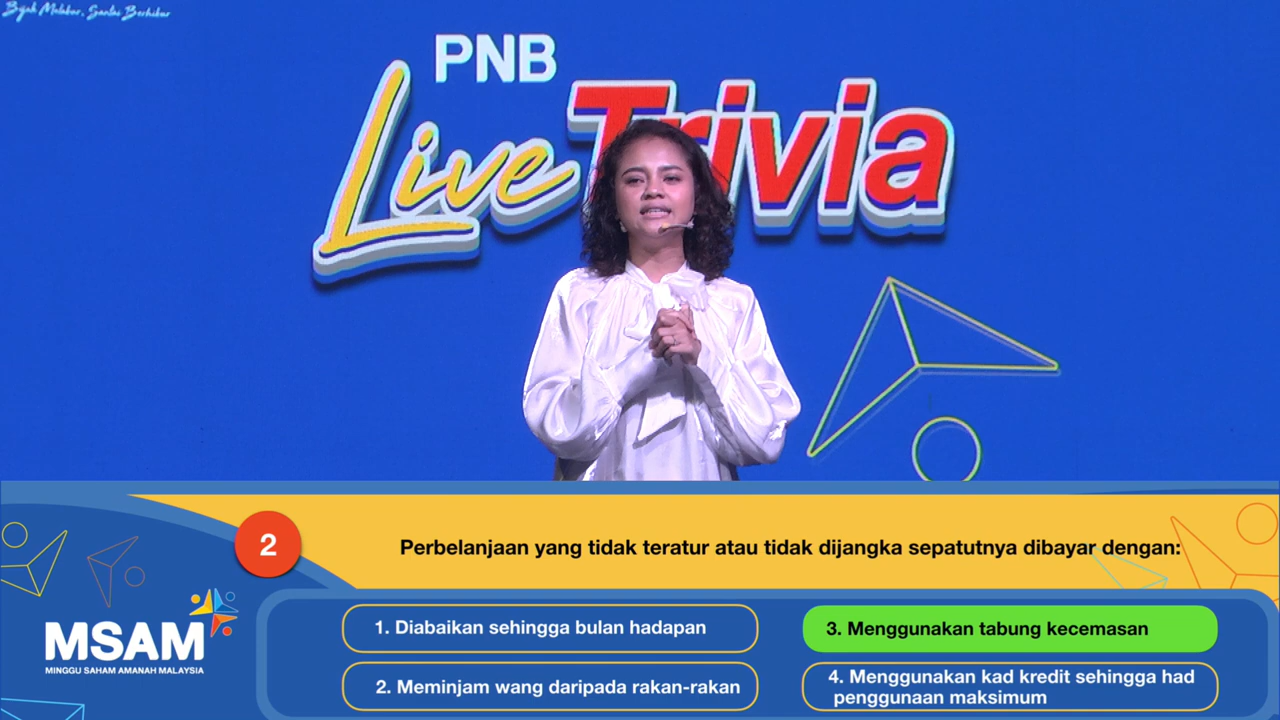 Bijak Melabur, Santai Berhibur
PNB
Live Trivia
2
Perbelanjaan yang tidak teratur atau tidak dijangka sepatutnya dibayar dengan:
MSAM
MINGGU SAHAM AMANAH MALAYSIA
1. Diabaikan sehingga bulan hadapan
2. Meminjam wang daripada rakan-rakan
3. Menggunakan tabung kecemasan
4. Menggunakan kad kredit sehingga had
penggunaan maksimum